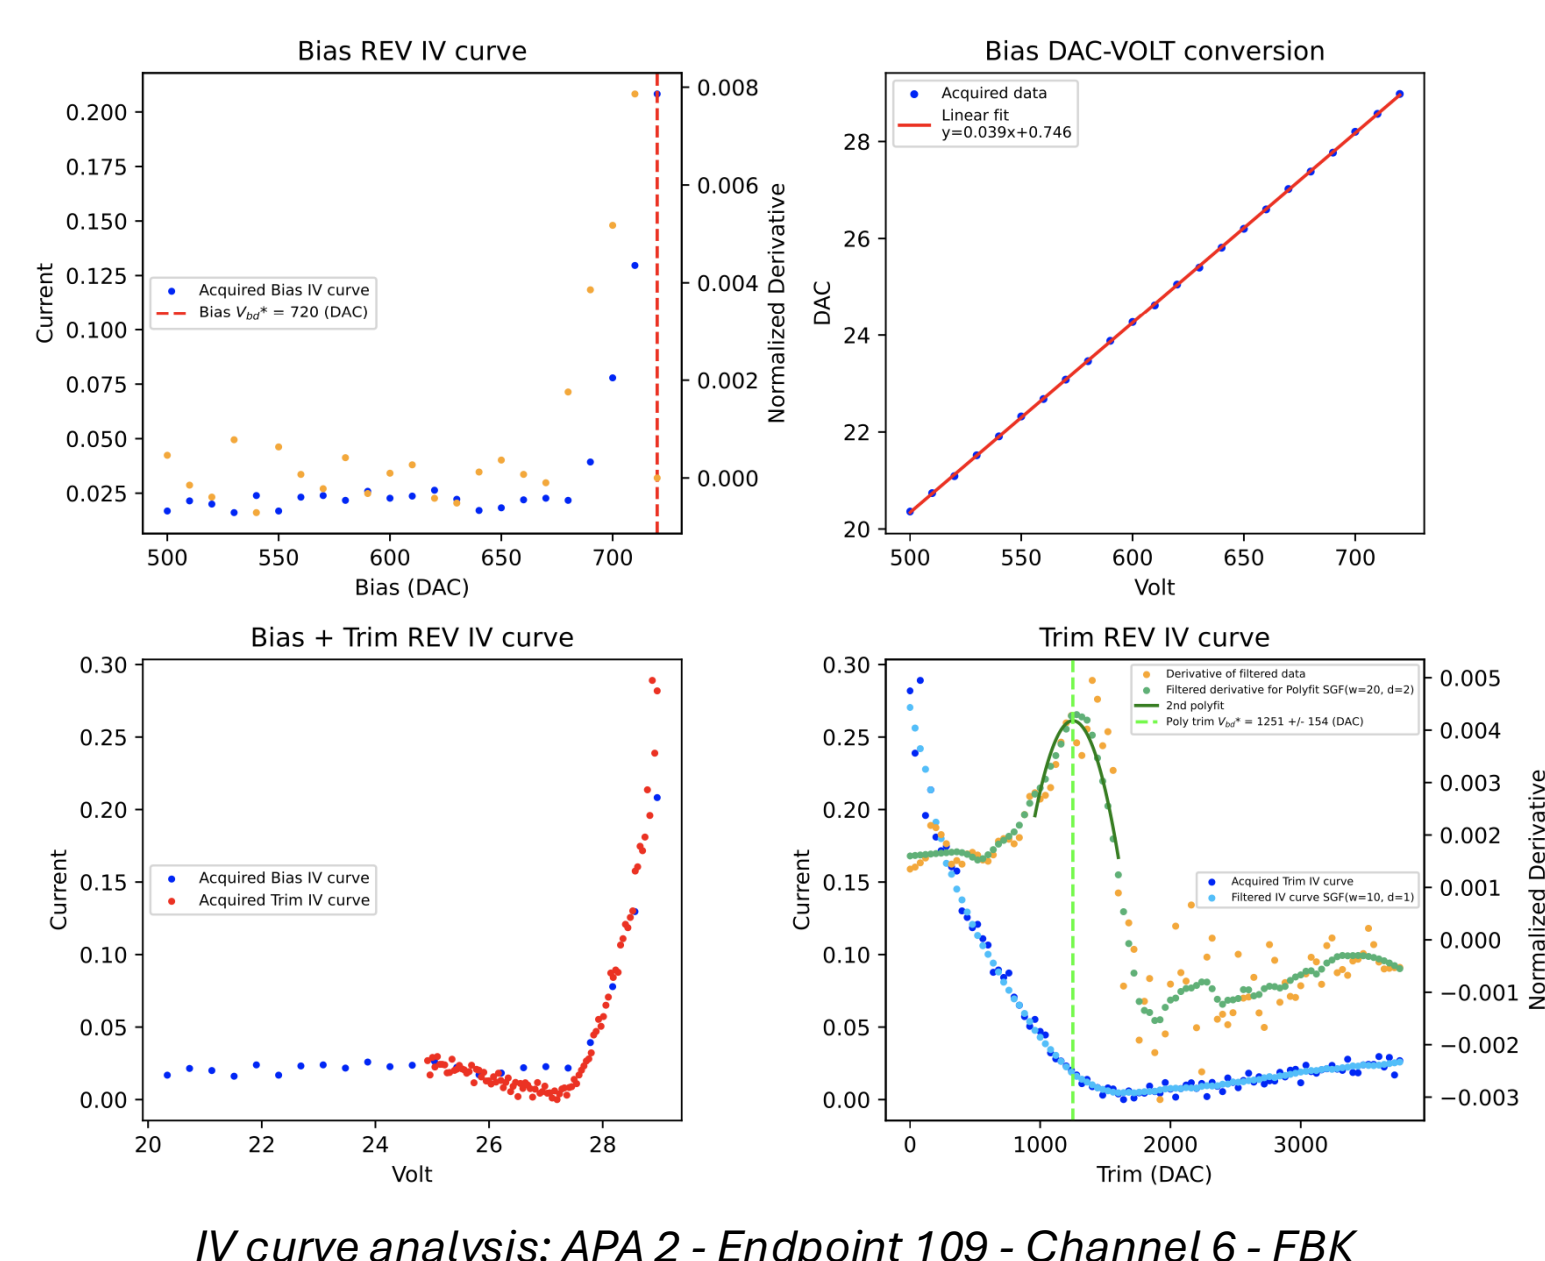 Bias REV IV curve
0.200
0.175
0.150
0.125
0.100
0.075
0.050
0.025
Current
0.008
0.006
0.004
0.002
0.000
Normalized Derivative
Acquired Bias IV curve
Bias Vbd* = 720 (DAC)
500 550 600 650 700
Bias (DAC)
Bias DAC-VOLT conversion
Acquired data
Linear fit
y=0.039x+0.746
28
26
24
22
20
DAC
500 550 600 650 700
Volt
Bias + Trim REV IV curve
0.30
0.25
0.20
0.15
0.10
0.05
0.00
Current
Acquired Bias IV curve
Acquired Trim IV curve
20 22 24 26 28
Volt
Trim REV IV curve
0.30
0.25
0.20
0.15
0.10
0.05
0.00
Current
Derivative of filtered data
Filtered derivative for Polyfit SGF(w=20, d=2)
2nd polyfit
Poly trim Vbd* = 1251 +/- 154 (DAC)
Acquired Trim IV curve
Filtered IV curve SGF(w=10, d=1)
0.005
0.004
0.003
0.002
0.001
0.000
−0.001
−0.002
−0.003
Normalized Derivative
0 1000 2000 3000
Trim (DAC)
IV curve analysis: APA 2 - Endpoint 109 - Channel 6 - FBK